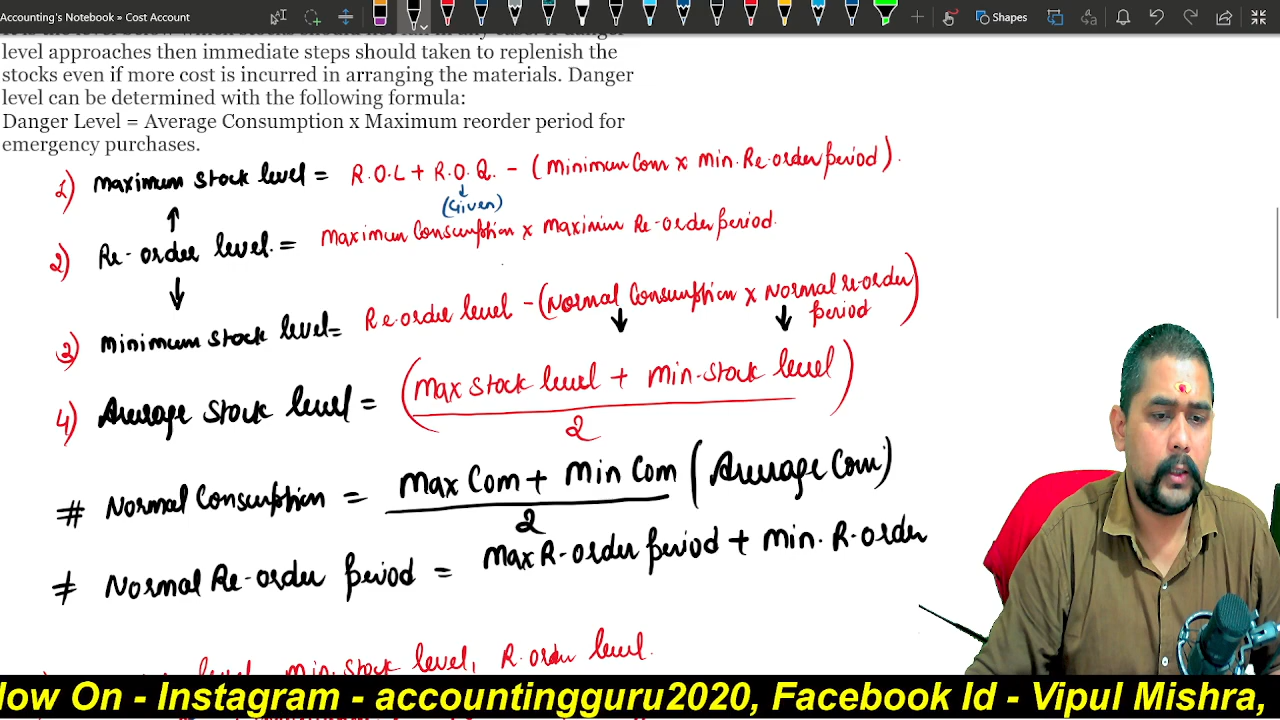 Accounting's Notebook » Cost Account
Shapes
level approaches then immediate steps should taken to replenish the
stocks even if more cost is incurred in arranging the materials. Danger
level can be determined with the following formula:
Danger Level = Average Consumption x Maximum reorder period for
emergency purchases.
1) Maximum stock level = R.O.L + R.O.Q. - (Minimum Com x Min. Re-order period).
(Given)
2) Re-order level. = Maximum Consumption x Maximum Re-order period.
3) Minimum stock level = Re-order level - (Normal Consumption x Normal re-order period)
4) Average stock level = (Max stock level + Min-stock level)
2
# Normal Consumption = Max Com + Min Com (Average Com)
2
# Normal Re-order period = Max R-order period + Min. R-order
level, Min. stock level, R.order level.
Now On - Instagram - accountingguru2020, Facebook Id - Vipul Mishra,